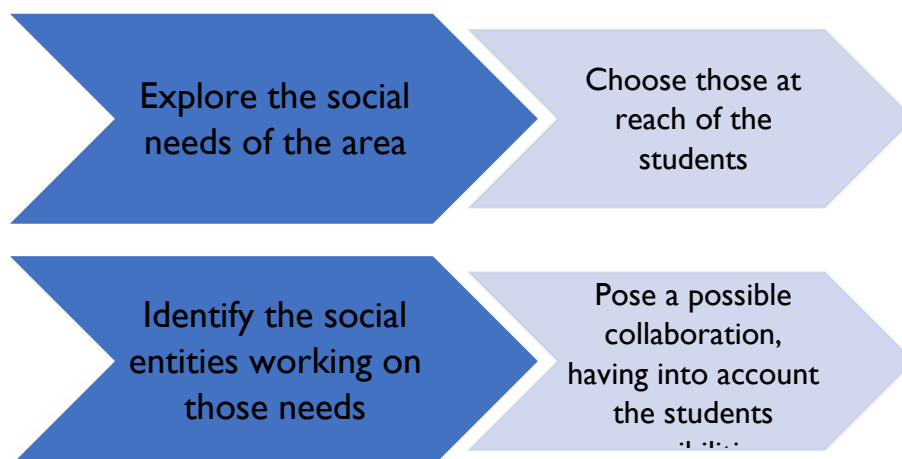 Explore the social
needs of the area
Choose those at
reach of the
students
Identify the social
entities working on
those needs
Pose a possible
collaboration,
having into account
the students